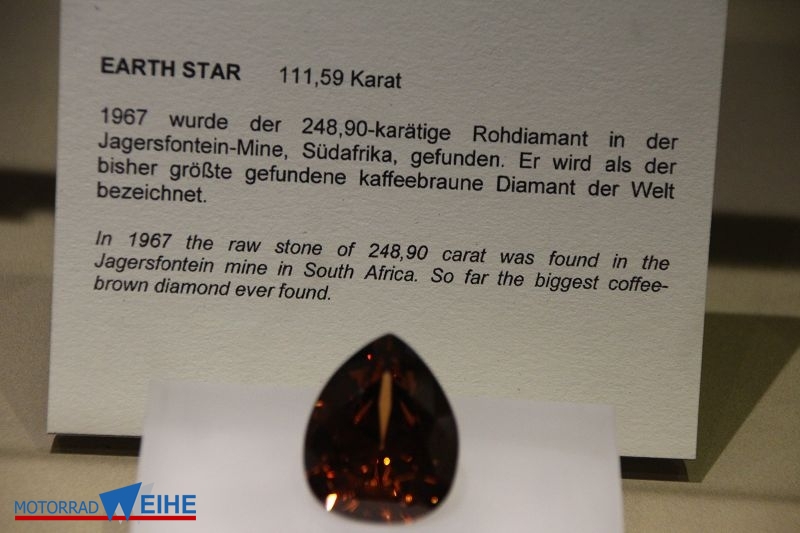 EARTH STAR 111,59 Karat
1967 wurde der 248,90-karätige Rohdiamant in der
Jagersfontein-Mine, Südafrika, gefunden. Er wird als der
bisher größte gefundene kaffeebraune Diamant der Welt
bezeichnet.
In 1967 the raw stone of 248,90 carat was found in the
Jagersfontein mine in South Africa. So far the biggest coffee-
brown diamond ever found.
MOTORRAD WEIHE